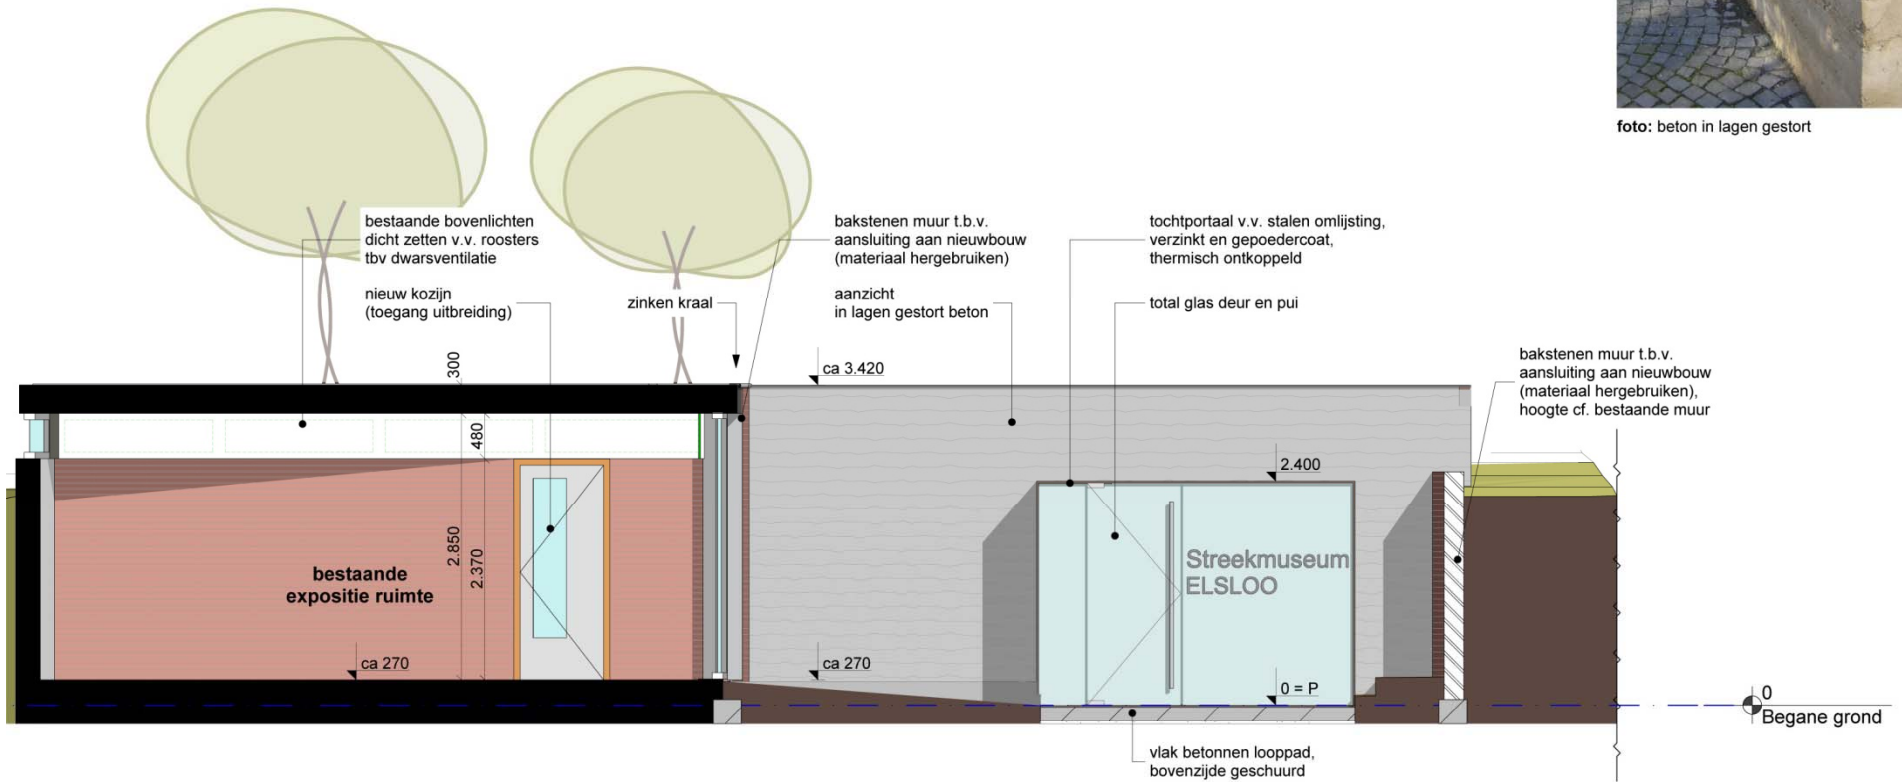 foto: beton in lagen gestort
bestaande bovenlichten
dicht zetten v.v. roosters
tbv dwarsventilatie
nieuw kozijn
(toegang uitbreiding)
zinken kraal
bakstenen muur t.b.v.
aansluiting aan nieuwbouw
(materiaal hergebruiken)
aanzicht
in lagen gestort beton
tochtportaal v.v. stalen omlijsting,
verzinkt en gepoedercoat,
thermisch ontkoppeld
total glas deur en pui
bakstenen muur t.b.v.
aansluiting aan nieuwbouw
(materiaal hergebruiken),
hoogte cf. bestaande muur
300
ca 3.420
480
2.400
2.850
2.370
bestaande
expositie ruimte
Streekmuseum
ELSLOO
ca 270
ca 270
0 = P
0
Begane grond
vlak betonnen looppad,
bovenzijde geschuurd